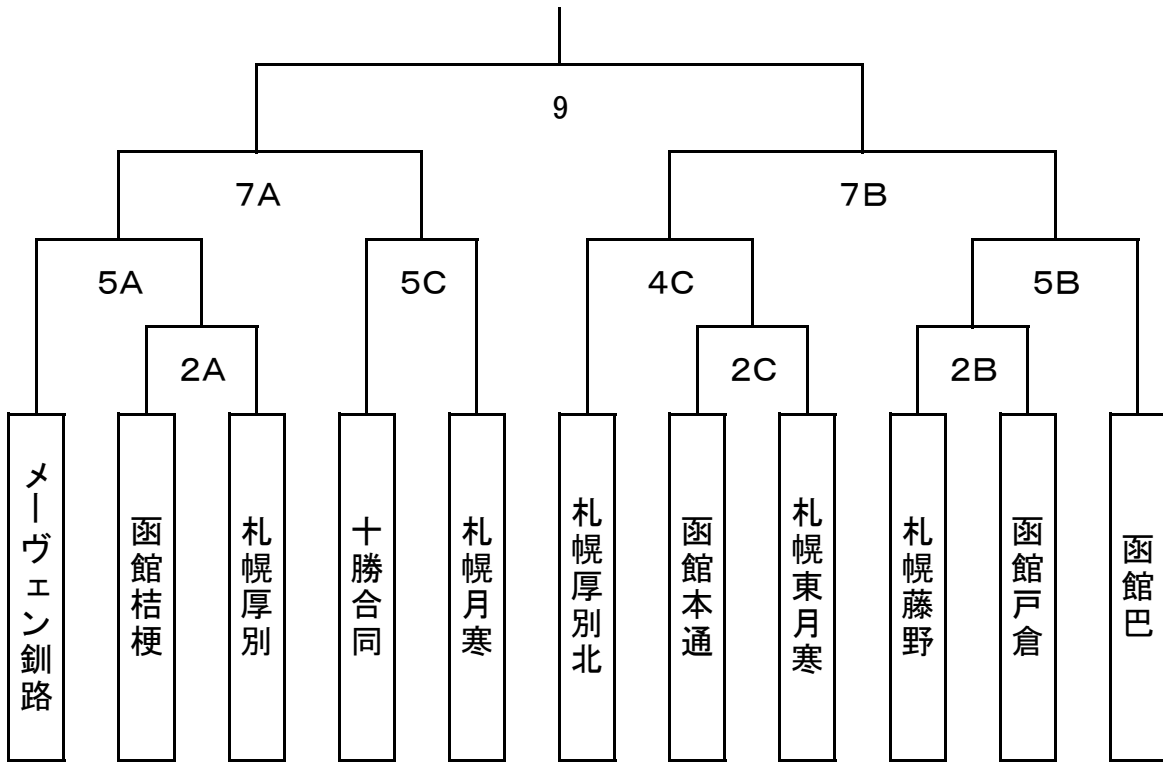 9
7A
7B
5A
5C
4C
5B
2A
2C
2B
メーヴェン釧路
函館桔梗
札幌厚別
十勝合同
札幌月寒
札幌厚別北
函館本通
札幌東月寒
札幌藤野
函館戸倉
函館巴